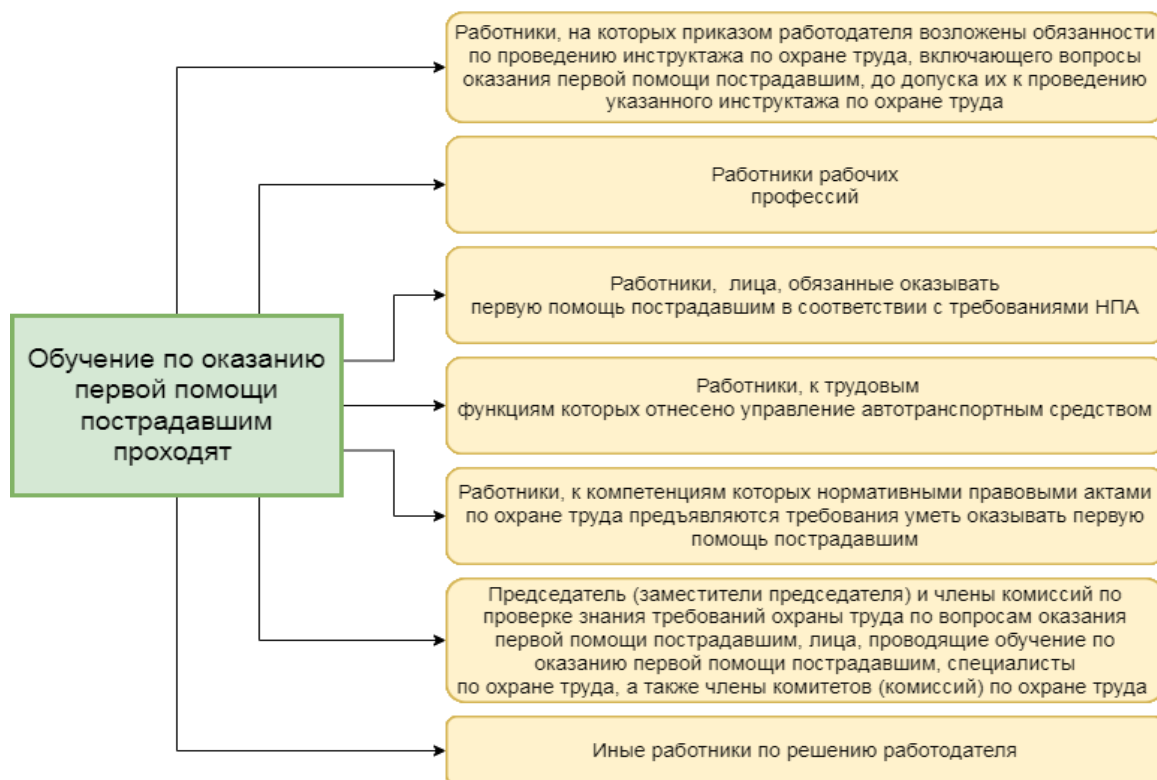 Работники, на которых приказом работодателя возложены обязанности
по проведению инструктажа по охране труда, включающего вопросы
оказания первой помощи пострадавшим, до допуска их к проведению
указанного инструктажа по охране труда
Работники рабочих
профессий
Работники, лица, обязанные оказывать
первую помощь пострадавшим в соответствии с требованиями НПА
Обучение по оказанию
первой помощи
пострадавшим
проходят
Работники, к трудовым
функциям которых отнесено управление автотранспортным средством
Работники, к компетенциям которых нормативными правовыми актами
по охране труда предъявляются требования уметь оказывать первую
помощь пострадавшим
Председатель (заместители председателя) и члены комиссий по
проверке знания требований охраны труда по вопросам оказания
первой помощи пострадавшим, лица, проводящие обучение по
оказанию первой помощи пострадавшим, специалисты
по охране труда, а также члены комитетов (комиссий) по охране труда
Иные работники по решению работодателя